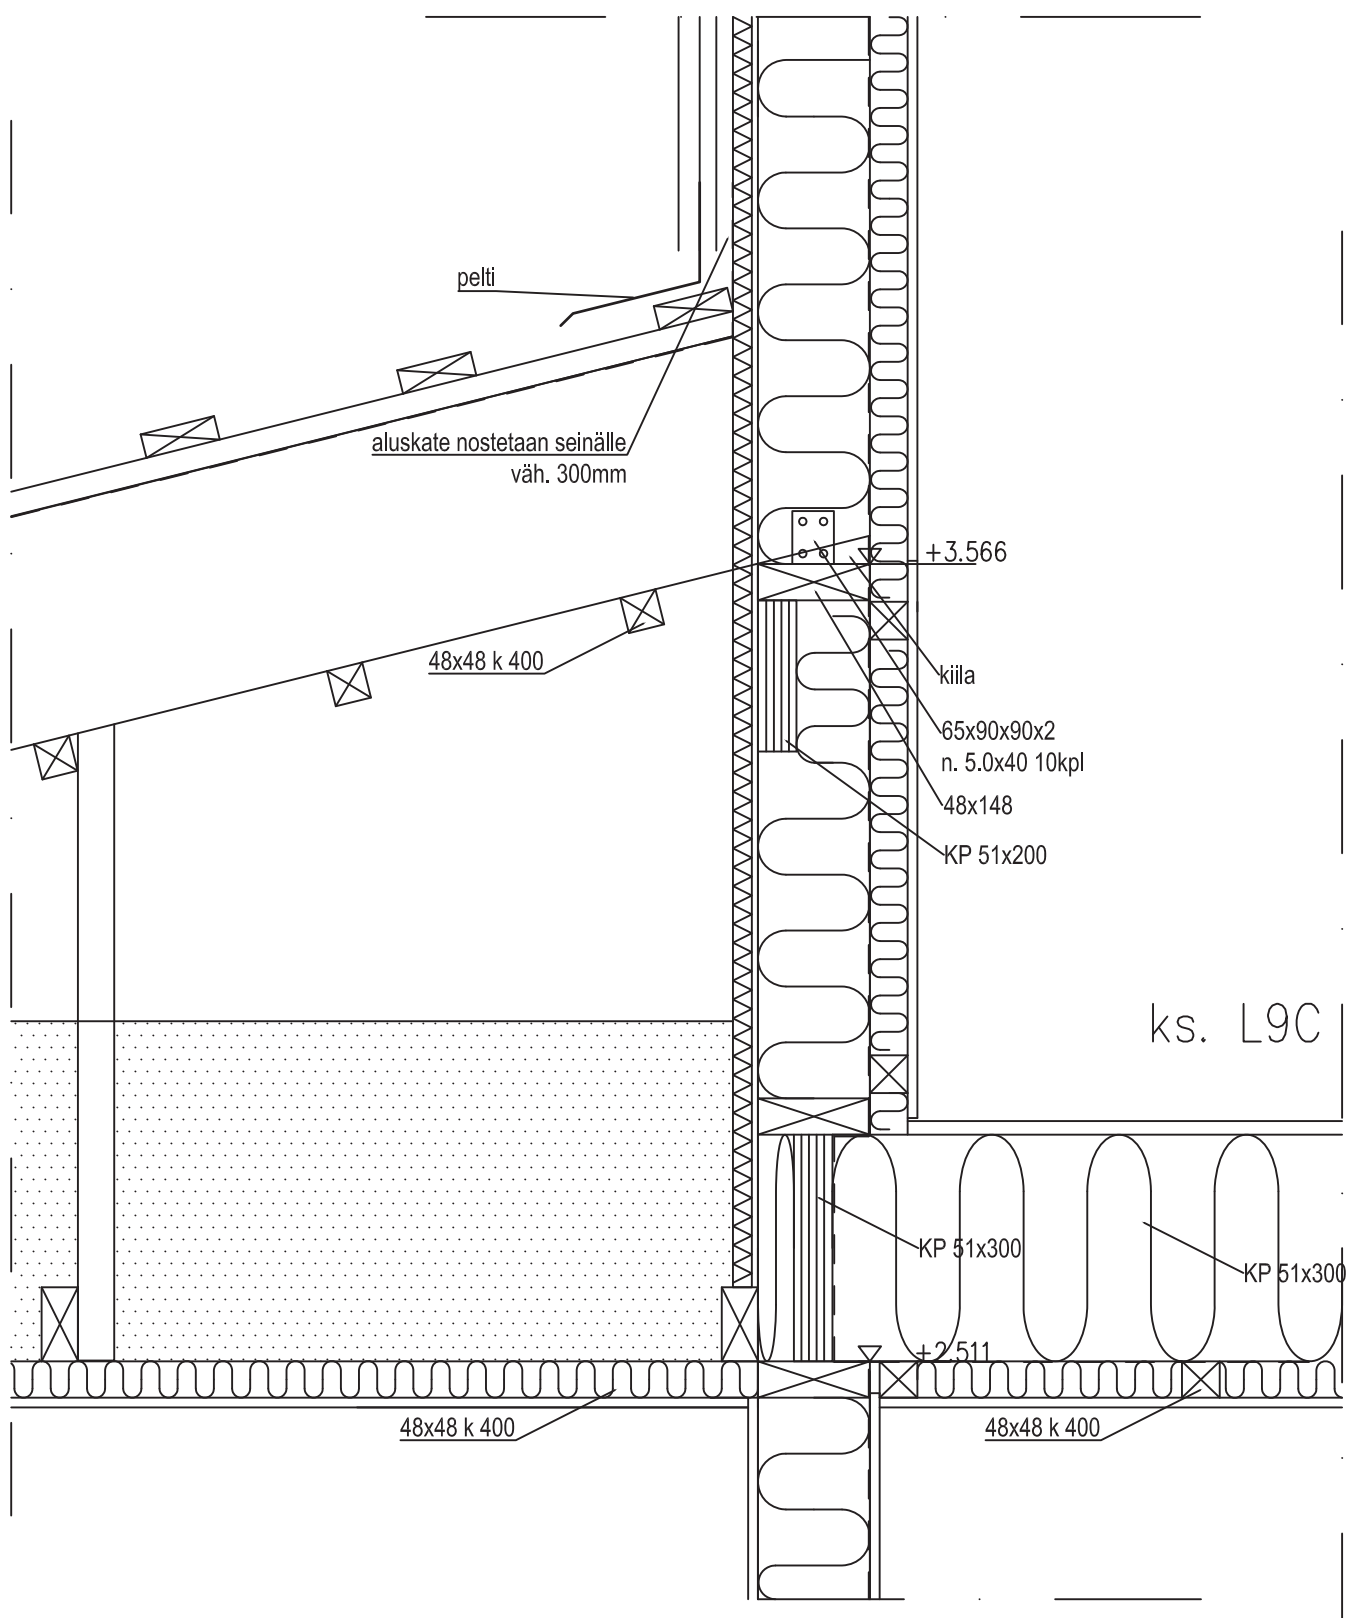 pelti
aluskate nostetaan seinälle
väh. 300mm
+3.566
48x48 k 400
kiila
65x90x90x2
n. 5.0x40 10kpl
48x148
KP 51x200
ks. L9C
KP 51x300
KP 51x300
+2.511
48x48 k 400
48x48 k 400